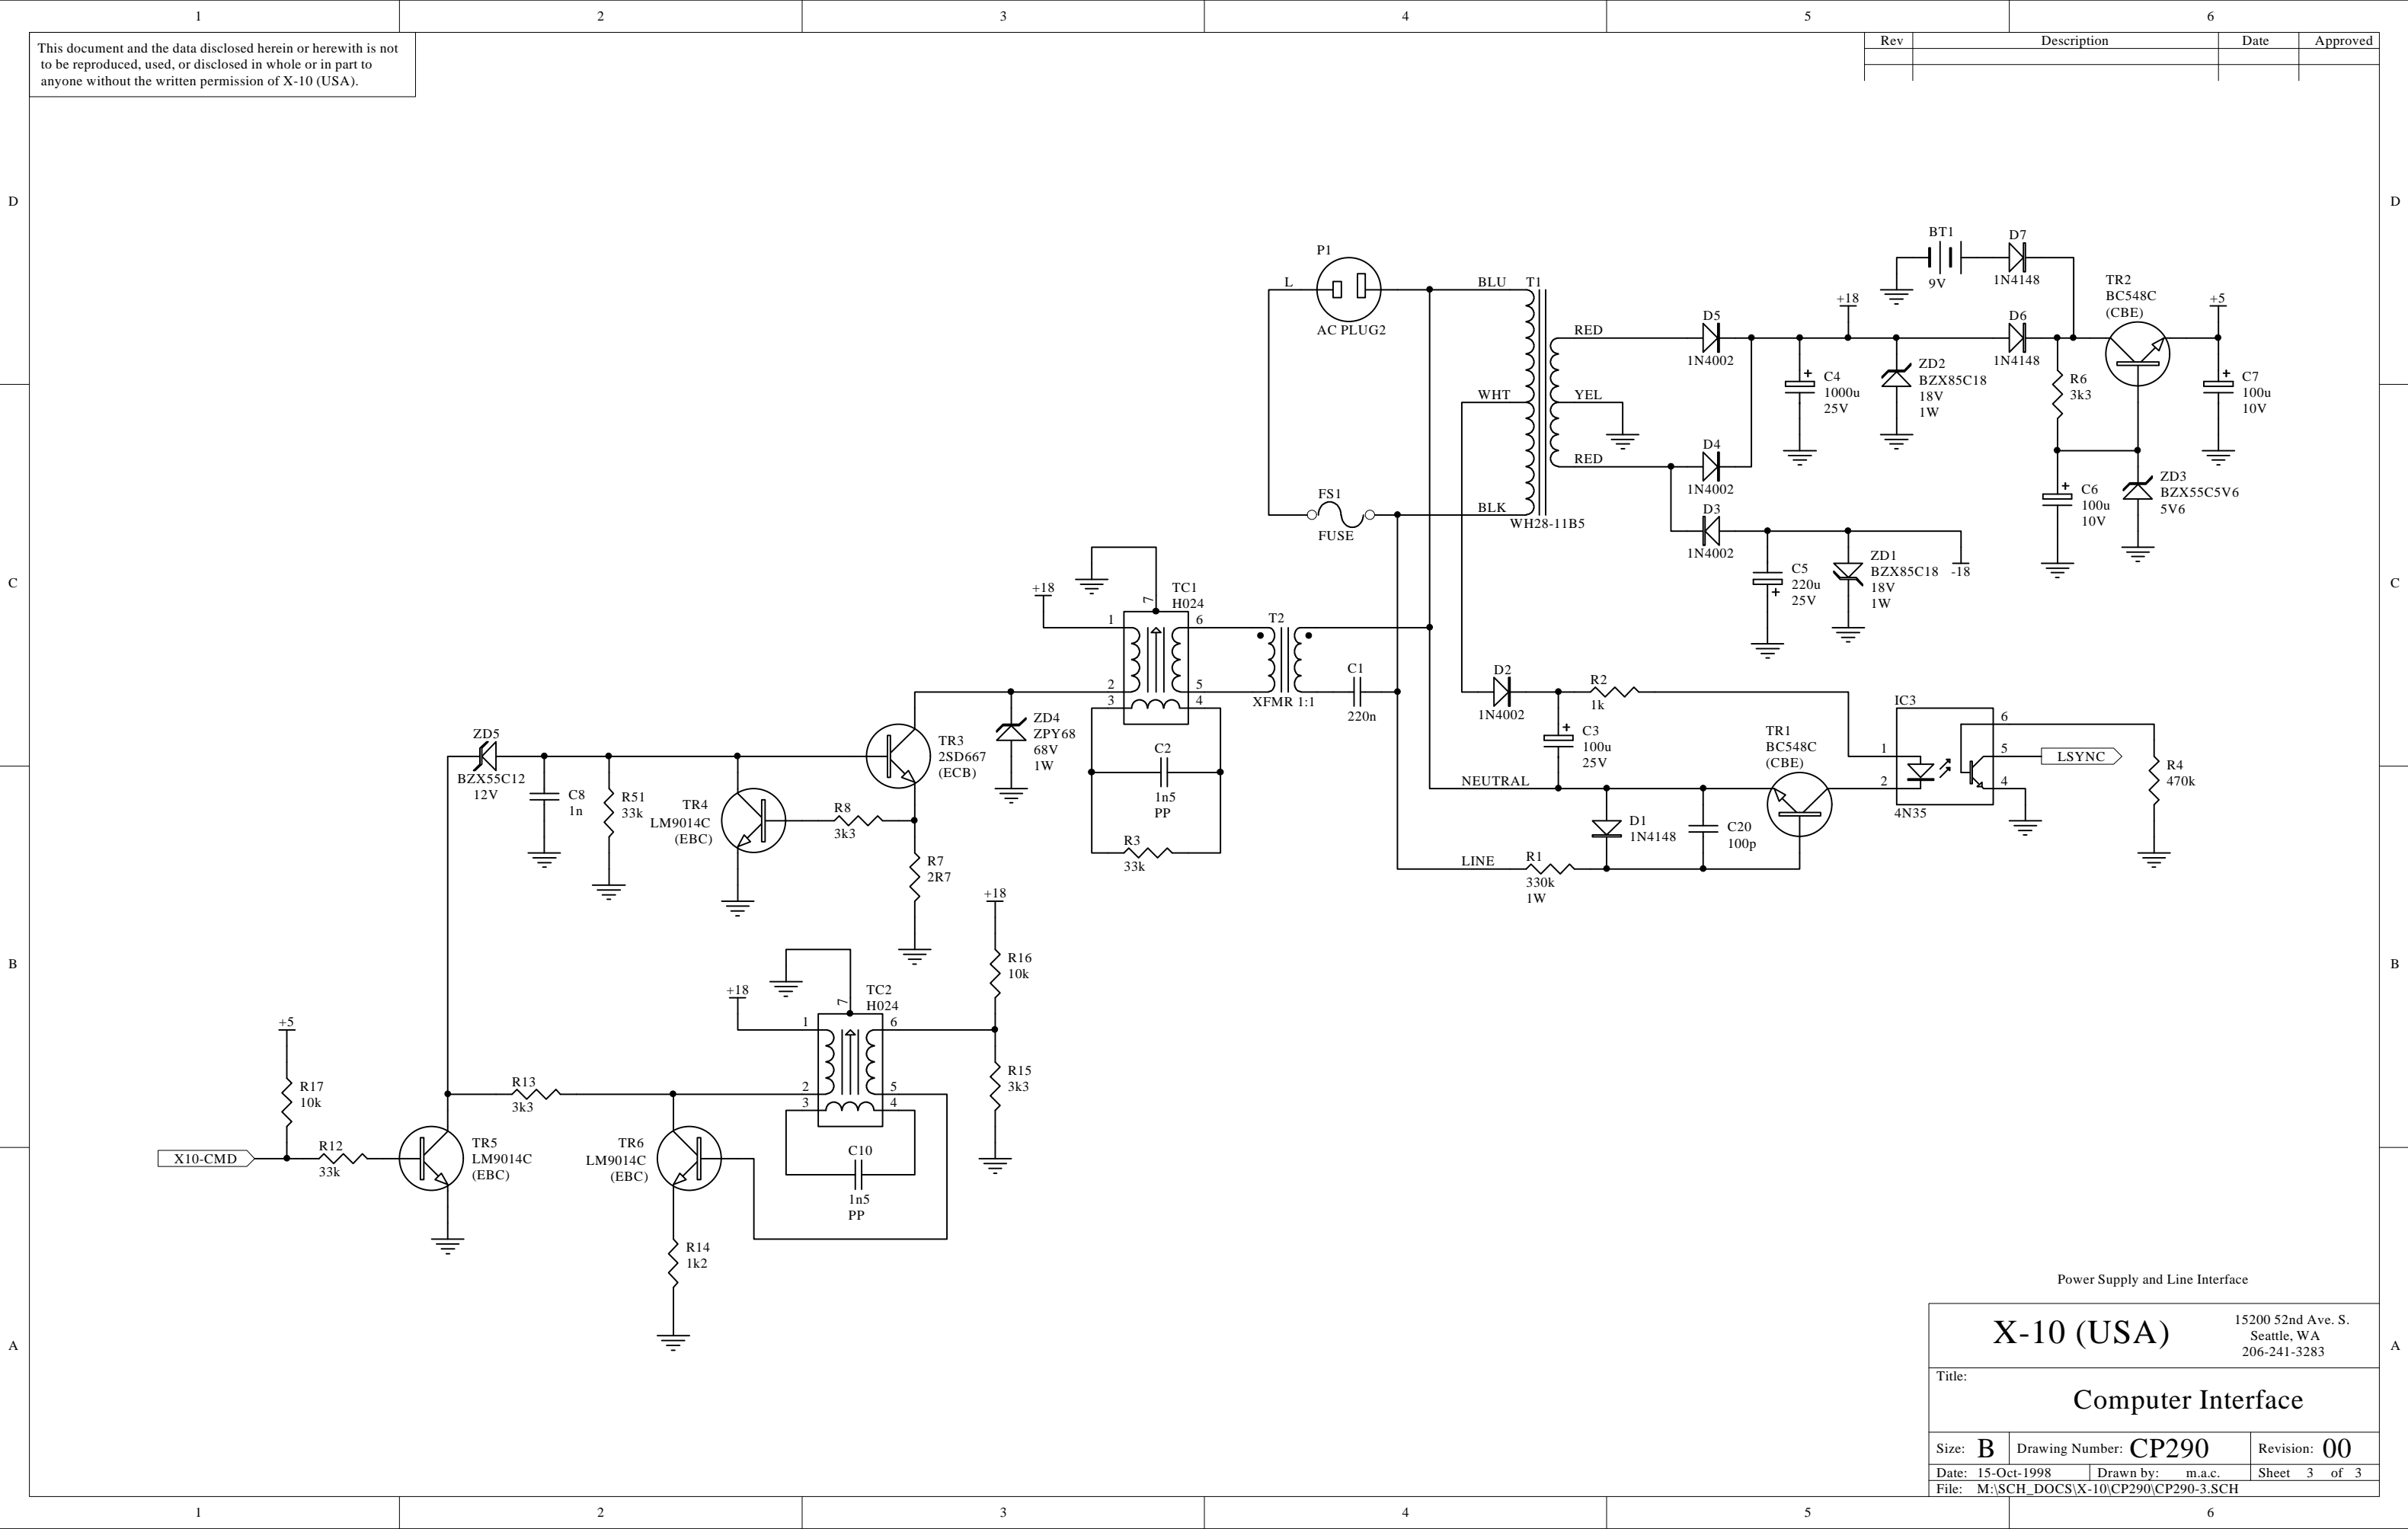 1 2 3 4 5 6
This document and the data disclosed herein or herewith is not
to be reproduced, used, or disclosed in whole or in part to
anyone without the written permission of X-10 (USA).
Rev Description Date Approved
D D
P1
L
AC PLUG2
BLU T1
WHT
BLK
WH28-11B5
RED
YEL
RED
FS1
FUSE
D5
1N4002
D4
1N4002
D3
1N4002
+18
C4
1000u
25V
ZD2
BZX85C18
18V
1W
BT1
9V
D7
1N4148
D6
1N4148
TR2
BC548C
(CBE)
+5
R6
3k3
C7
100u
10V
C6
100u
10V
ZD3
BZX55C5V6
5V6
C5
220u
25V
ZD1
BZX85C18
18V
1W
-18
C C
+18
TC1
H024
7
1 6
2 5
3 4
T2
XFMR 1:1
C1
220n
C2
1n5
PP
R3
33k
D2
1N4002
R2
1k
C3
100u
25V
NEUTRAL
TR1
BC548C
(CBE)
IC3
6
1 5
2 4
4N35
LSYNC
R4
470k
D1
1N4148
C20
100p
LINE
R1
330k
1W
ZD5
BZX55C12
12V
C8
1n
R51
33k
TR4
LM9014C
(EBC)
R8
3k3
TR3
2SD667
(ECB)
ZD4
ZPY68
68V
1W
R7
2R7
B B
+18
R16
10k
R15
3k3
+18
TC2
H024
7
1 6
2 5
3 4
C10
1n5
PP
+5
R17
10k
X10-CMD
R12
33k
R13
3k3
TR5
LM9014C
(EBC)
TR6
LM9014C
(EBC)
R14
1k2
A A
Power Supply and Line Interface
X-10 (USA)
15200 52nd Ave. S.
Seattle, WA
206-241-3283
Title:
Computer Interface
Size: B Drawing Number: CP290 Revision: 00
Date: 15-Oct-1998 Drawn by: m.a.c. Sheet 3 of 3
File: M:\SCH_DOCS\X-10\CP290\CP290-3.SCH
1 2 3 4 5 6